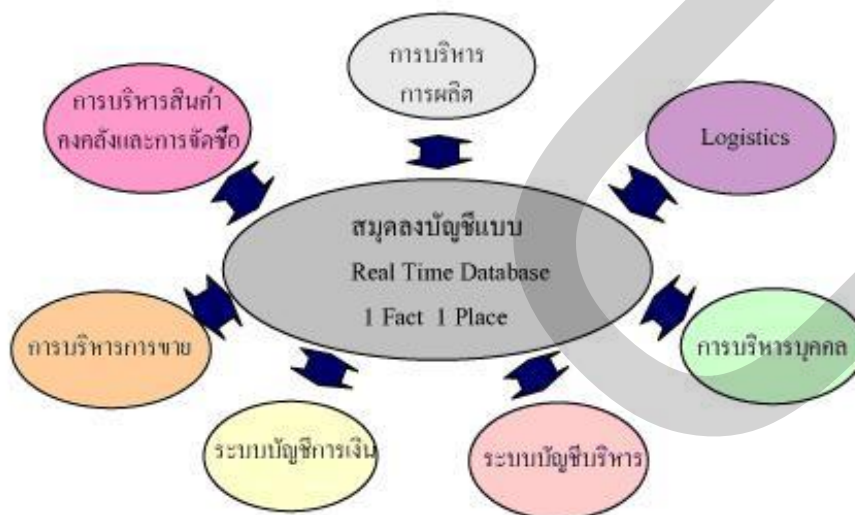 การบริหาร
การผลิต
การบริหารสินค้า
คงคลังและการจัดซื้อ
Logistics
สมุดลงบัญชีแบบ
Real Time Database
1 Fact 1 Place
การบริหารการขาย
การบริหารบุคคล
ระบบบัญชีการเงิน
ระบบบัญชีบริหาร